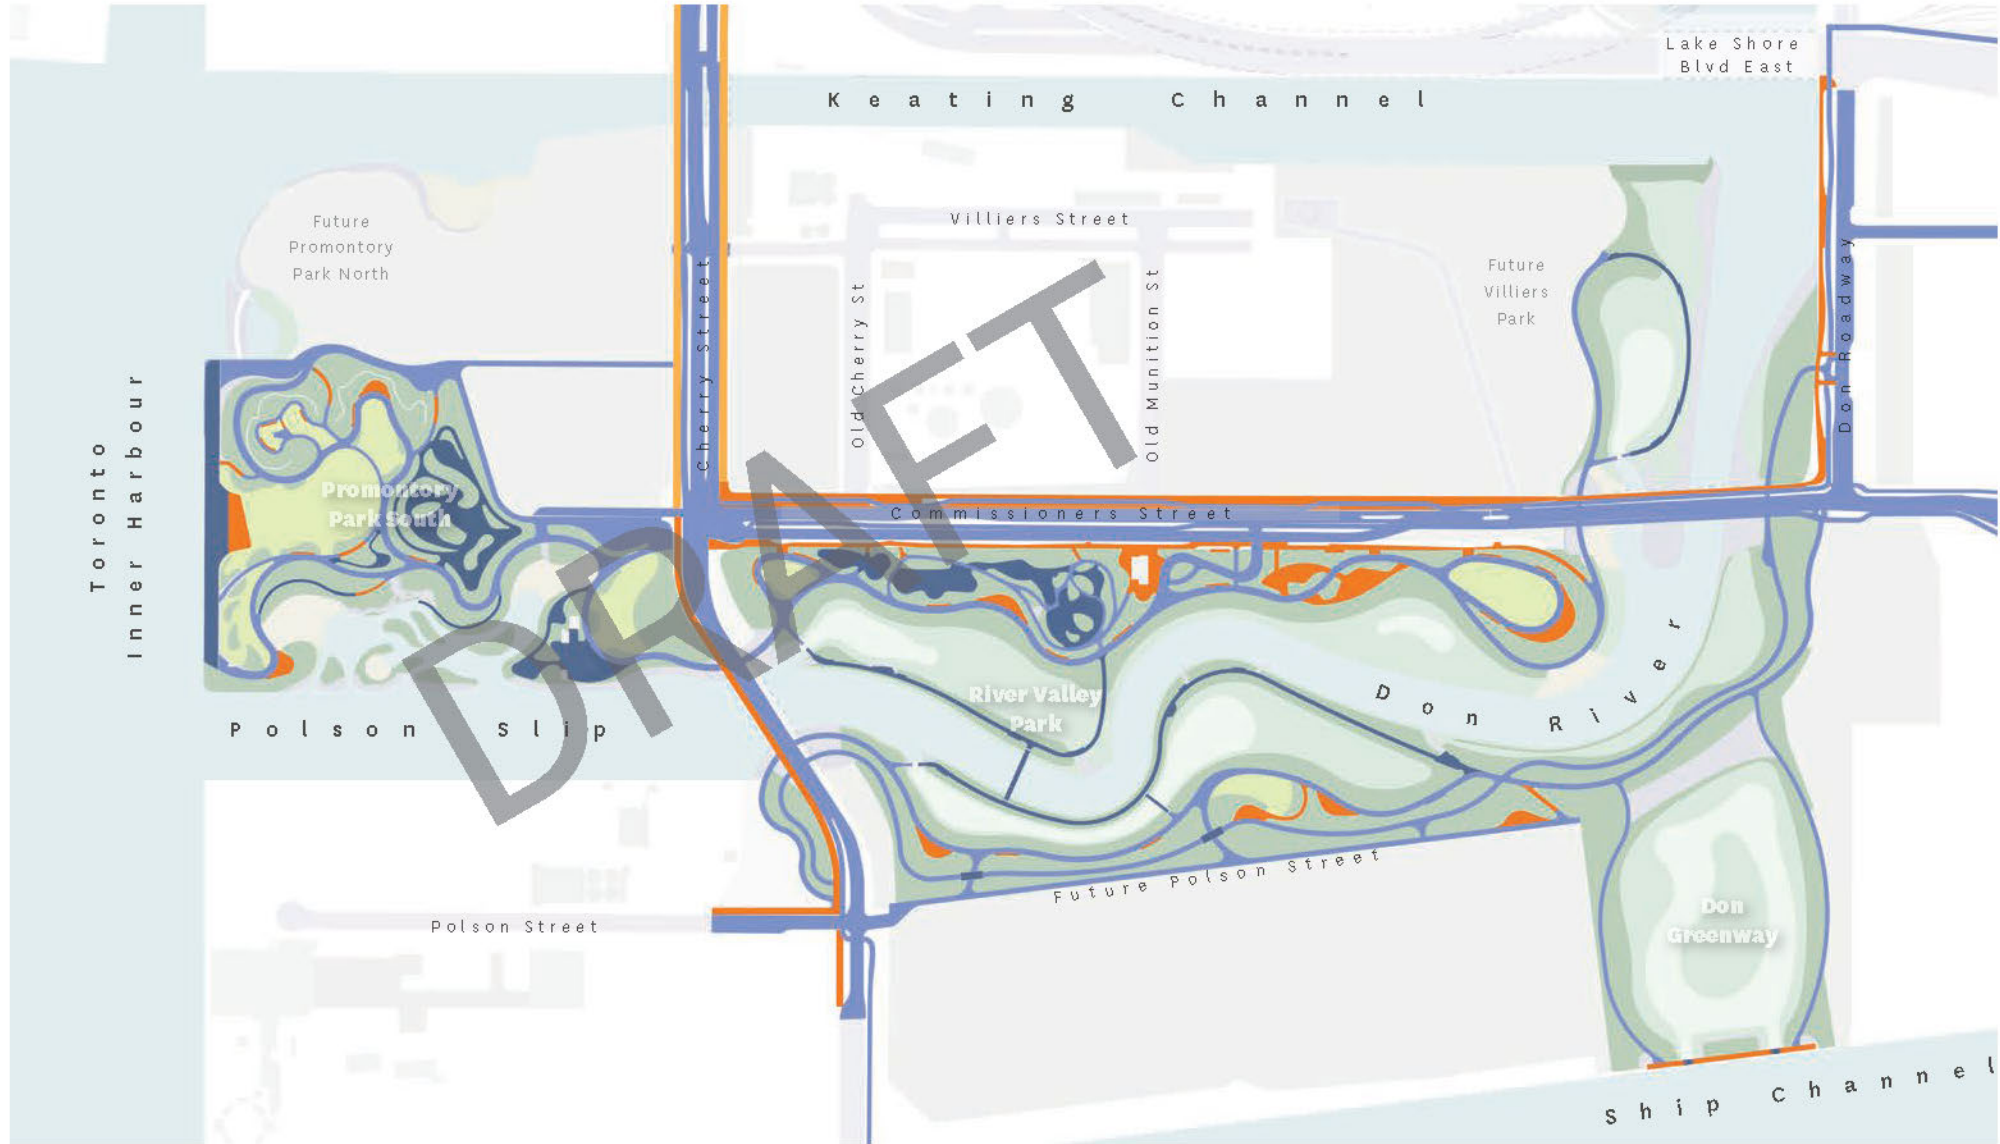 Lake Shore
Blvd East
Keating Channel
Future
Promontory
Park North
Villiers Street
Future
Villiers
Park
Cherry Street
Old Cherry St
Old Munition St
Don Roadway
Toronto
Inner Harbour
Promontory
Park South
Commissioners Street
DRAFT
River Valley
Park
Don River
Polson Slip
Future Polson Street
Polson Street
Don
Greenway
Ship Channel